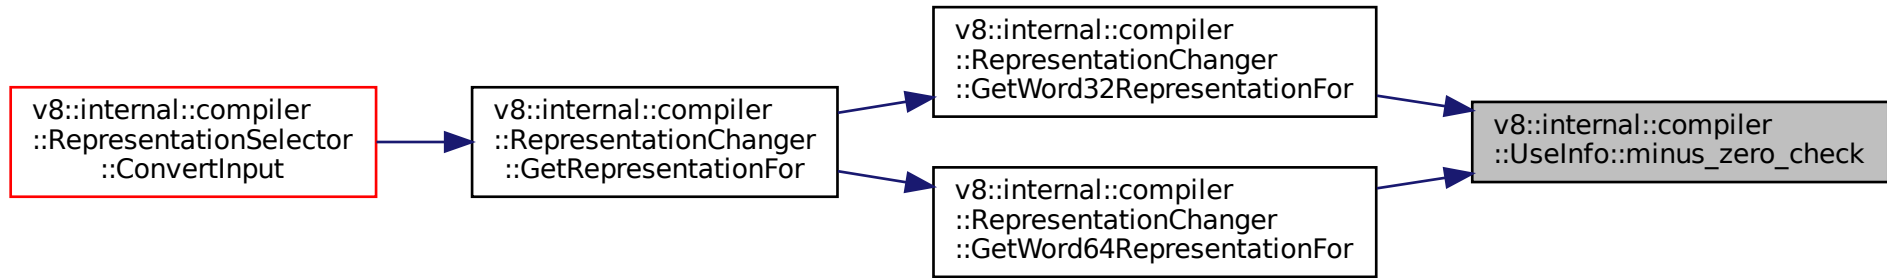 v8::internal::compiler
::RepresentationSelector
::ConvertInput
v8::internal::compiler
::RepresentationChanger
::GetRepresentationFor
v8::internal::compiler
::RepresentationChanger
::GetWord32RepresentationFor
v8::internal::compiler
::RepresentationChanger
::GetWord64RepresentationFor
v8::internal::compiler
::UseInfo::minus_zero_check